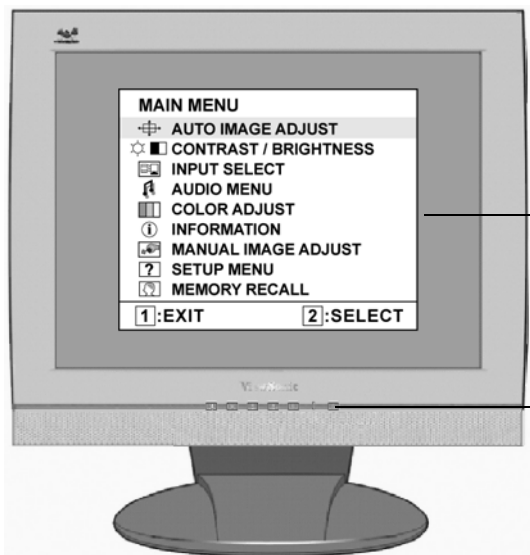 MAIN MENU
AUTO IMAGE ADJUST
CONTRAST / BRIGHTNESS
INPUT SELECT
AUDIO MENU
COLOR ADJUST
INFORMATION
MANUAL IMAGE ADJUST
? SETUP MENU
MEMORY RECALL
1:EXIT 2:SELECT
ViewSonic